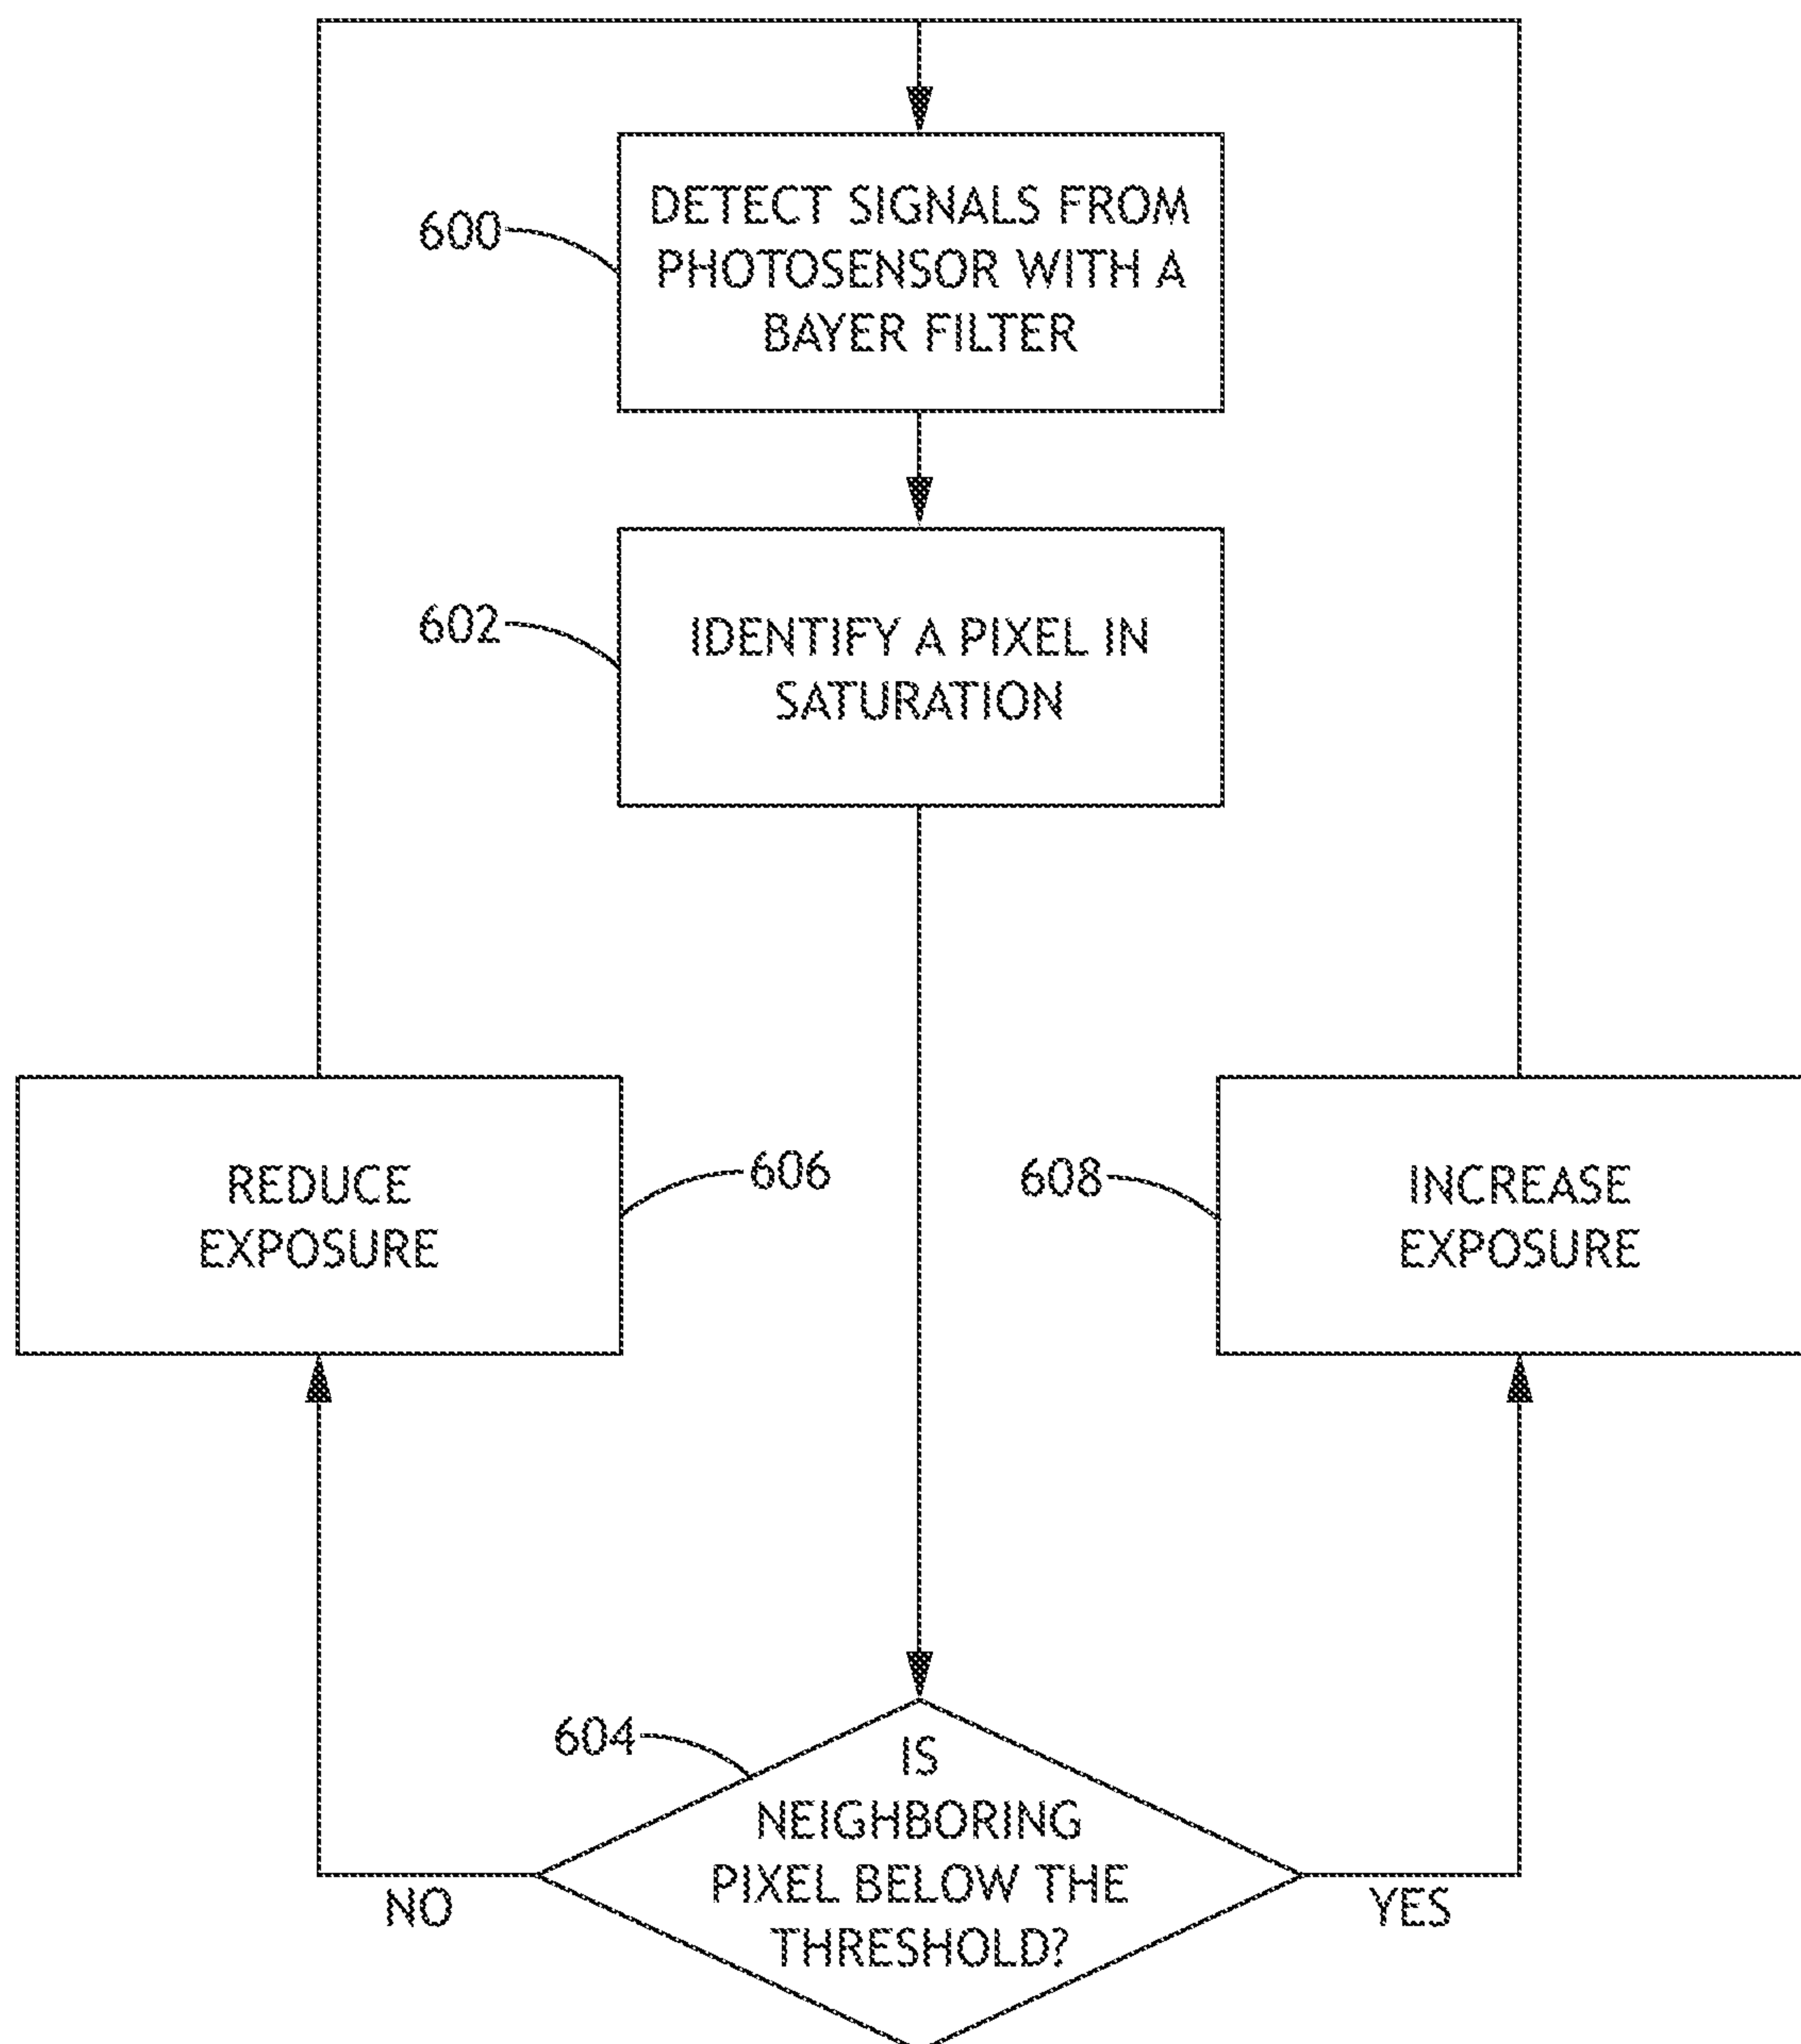 600
DETECT SIGNALS FROM
PHOTOSENSOR WITH A
BAYER FILTER
602
IDENTIFY A PIXEL IN
SATURATION
REDUCE
EXPOSURE
606
608
INCREASE
EXPOSURE
604
IS
NEIGHBORING
PIXEL BELOW THE
THRESHOLD?
NO
YES